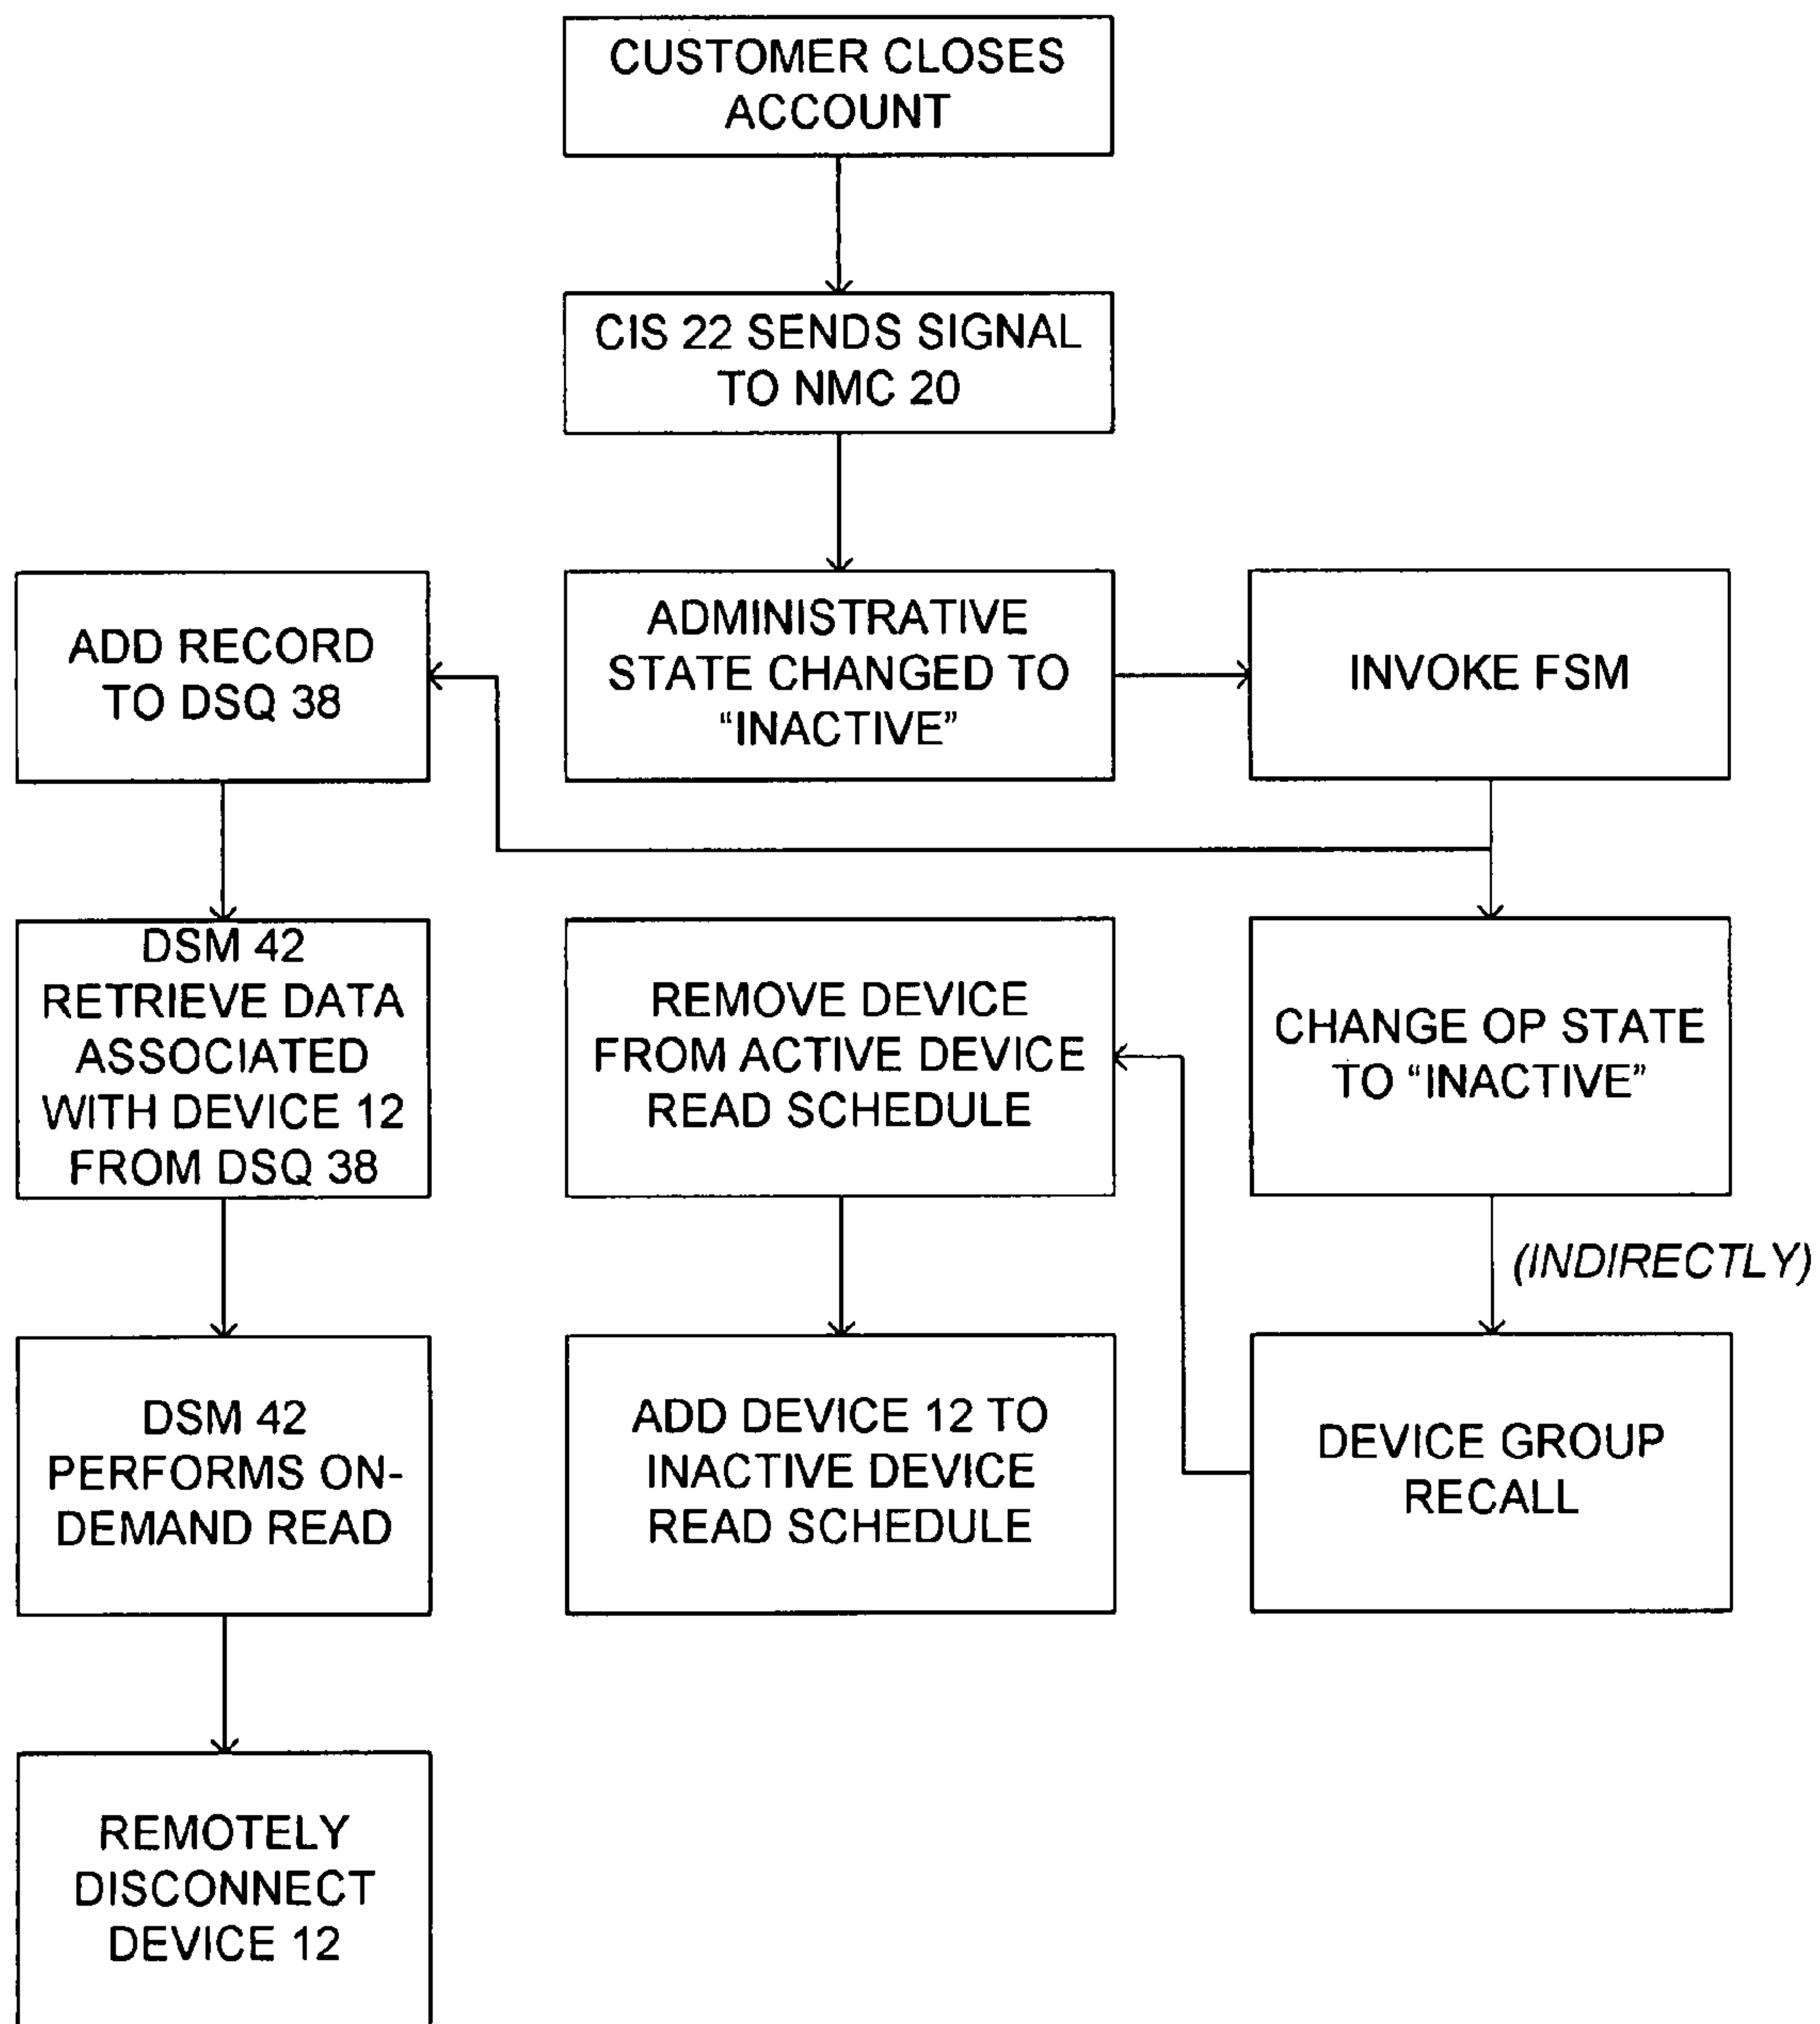 CUSTOMER CLOSES
ACCOUNT
CIS 22 SENDS SIGNAL
TO NMC 20
ADD RECORD
TO DSQ 38
ADMINISTRATIVE
STATE CHANGED TO
“INACTIVE”
INVOKE FSM
DSM 42
RETRIEVE DATA
ASSOCIATED
WITH DEVICE 12
FROM DSQ 38
REMOVE DEVICE
FROM ACTIVE DEVICE
READ SCHEDULE
CHANGE OP STATE
TO “INACTIVE”
(INDIRECTLY)
DSM 42
PERFORMS ON-
DEMAND READ
ADD DEVICE 12 TO
INACTIVE DEVICE
READ SCHEDULE
DEVICE GROUP
RECALL
REMOTELY
DISCONNECT
DEVICE 12